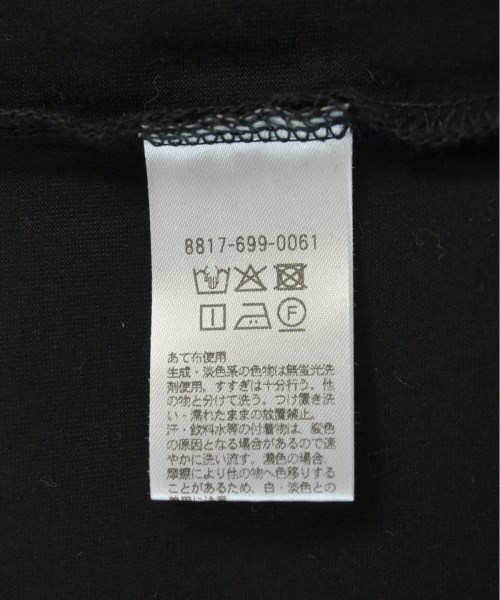 8817-699-0061
F
あて布使用
生成・淡色系の色物は無蛍光洗
剤使用。すすぎは十分行う。他
の物と分けて洗う。つけ置き洗
い・濡れたままの放置禁止。
汗・飲料水等の付着物は、変色
の原因となる場合があるので速
やかに洗い流す。濃色の場合、
摩擦により他の物へ色移りする
ことがあるため、白・淡色との
着用に注意